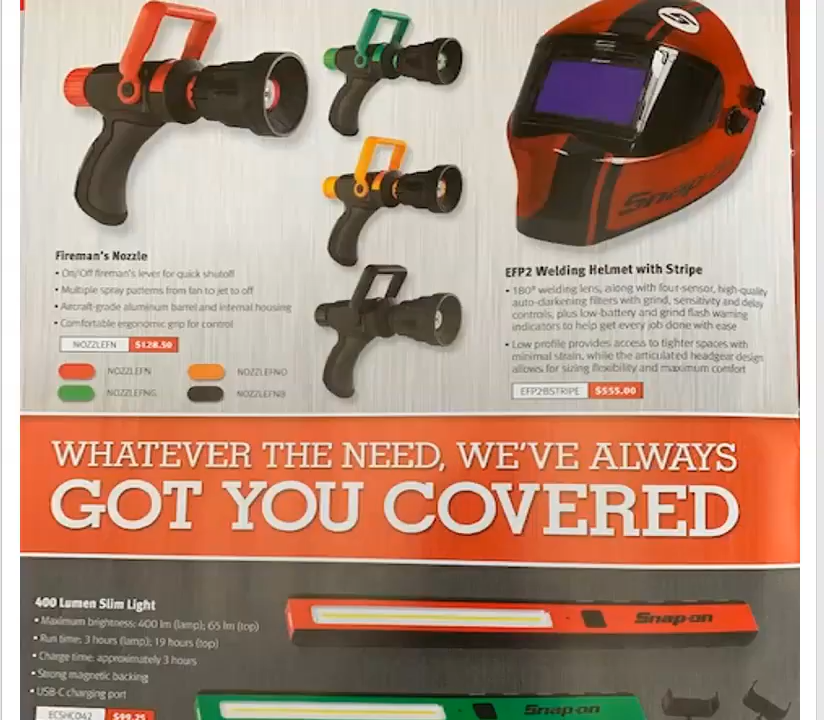 Fireman's Nozzle
• On/Off fireman's lever for quick shutoff
• Multiple spray patterns from fan to jet to off
• Aircraft-grade aluminum barrel and internal housing
• Comfortable ergonomic grip for control
NOZZLEFN $128.50
NOZZLEFN NOZZLEFNO
NOZZLEFNG NOZZLEFNB
Snap-on
EFP2 Welding Helmet with Stripe
• 180° welding lens, along with four-sensor, high-quality
auto-darkening filters with grind, sensitivity and delay
controls, plus low-battery and grind flash warning
indicators to help get every job done with ease
• Low profile provides access to tighter spaces with
minimal strain, while the articulated headgear design
allows for sizing flexibility and maximum comfort
EFP2BSTRIPE $555.00
WHATEVER THE NEED, WE'VE ALWAYS
GOT YOU COVERED
400 Lumen Slim Light
• Maximum brightness: 400 lm (lamp); 65 lm (top)
• Run time: 3 hours (lamp); 19 hours (top)
• Charge time: approximately 3 hours
• Strong magnetic backing
• USB-C charging port
ECSHC042 $99.25
Snap-on
Snap-on